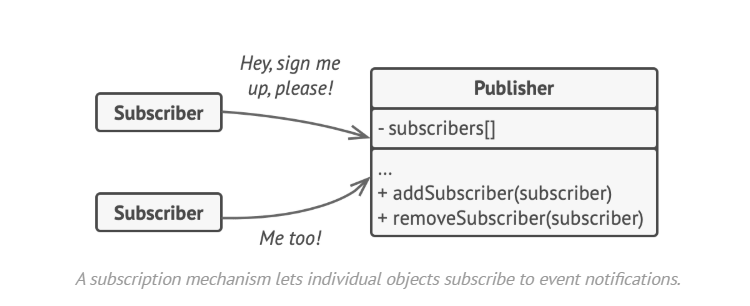 Hey, sign me
up, please!
Subscriber
Publisher
- subscribers[]
...
+ addSubscriber(subscriber)
+ removeSubscriber(subscriber)
Subscriber
Me too!
A subscription mechanism lets individual objects subscribe to event notifications.